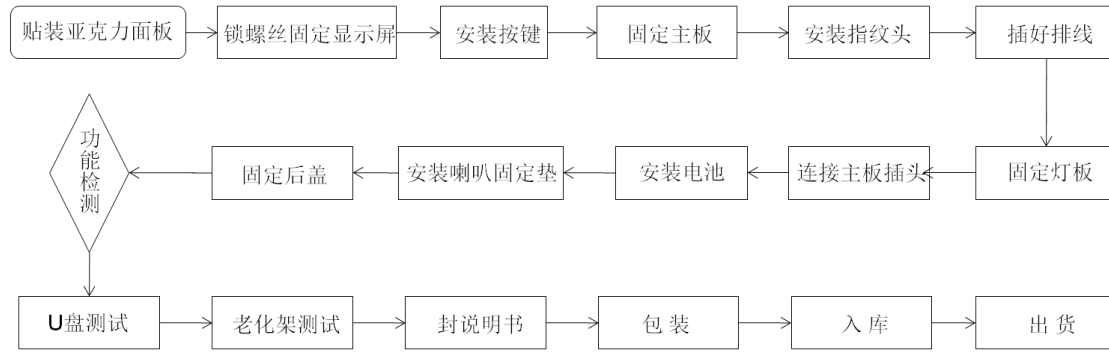 贴装亚克力面板
锁螺丝固定显示屏
安装按键
固定主板
安装指纹头
插好排线
功能检测
固定后盖
安装喇叭固定垫
安装电池
连接主板插头
固定灯板
U盘测试
老化架测试
封说明书
包 装
入 库
出 货